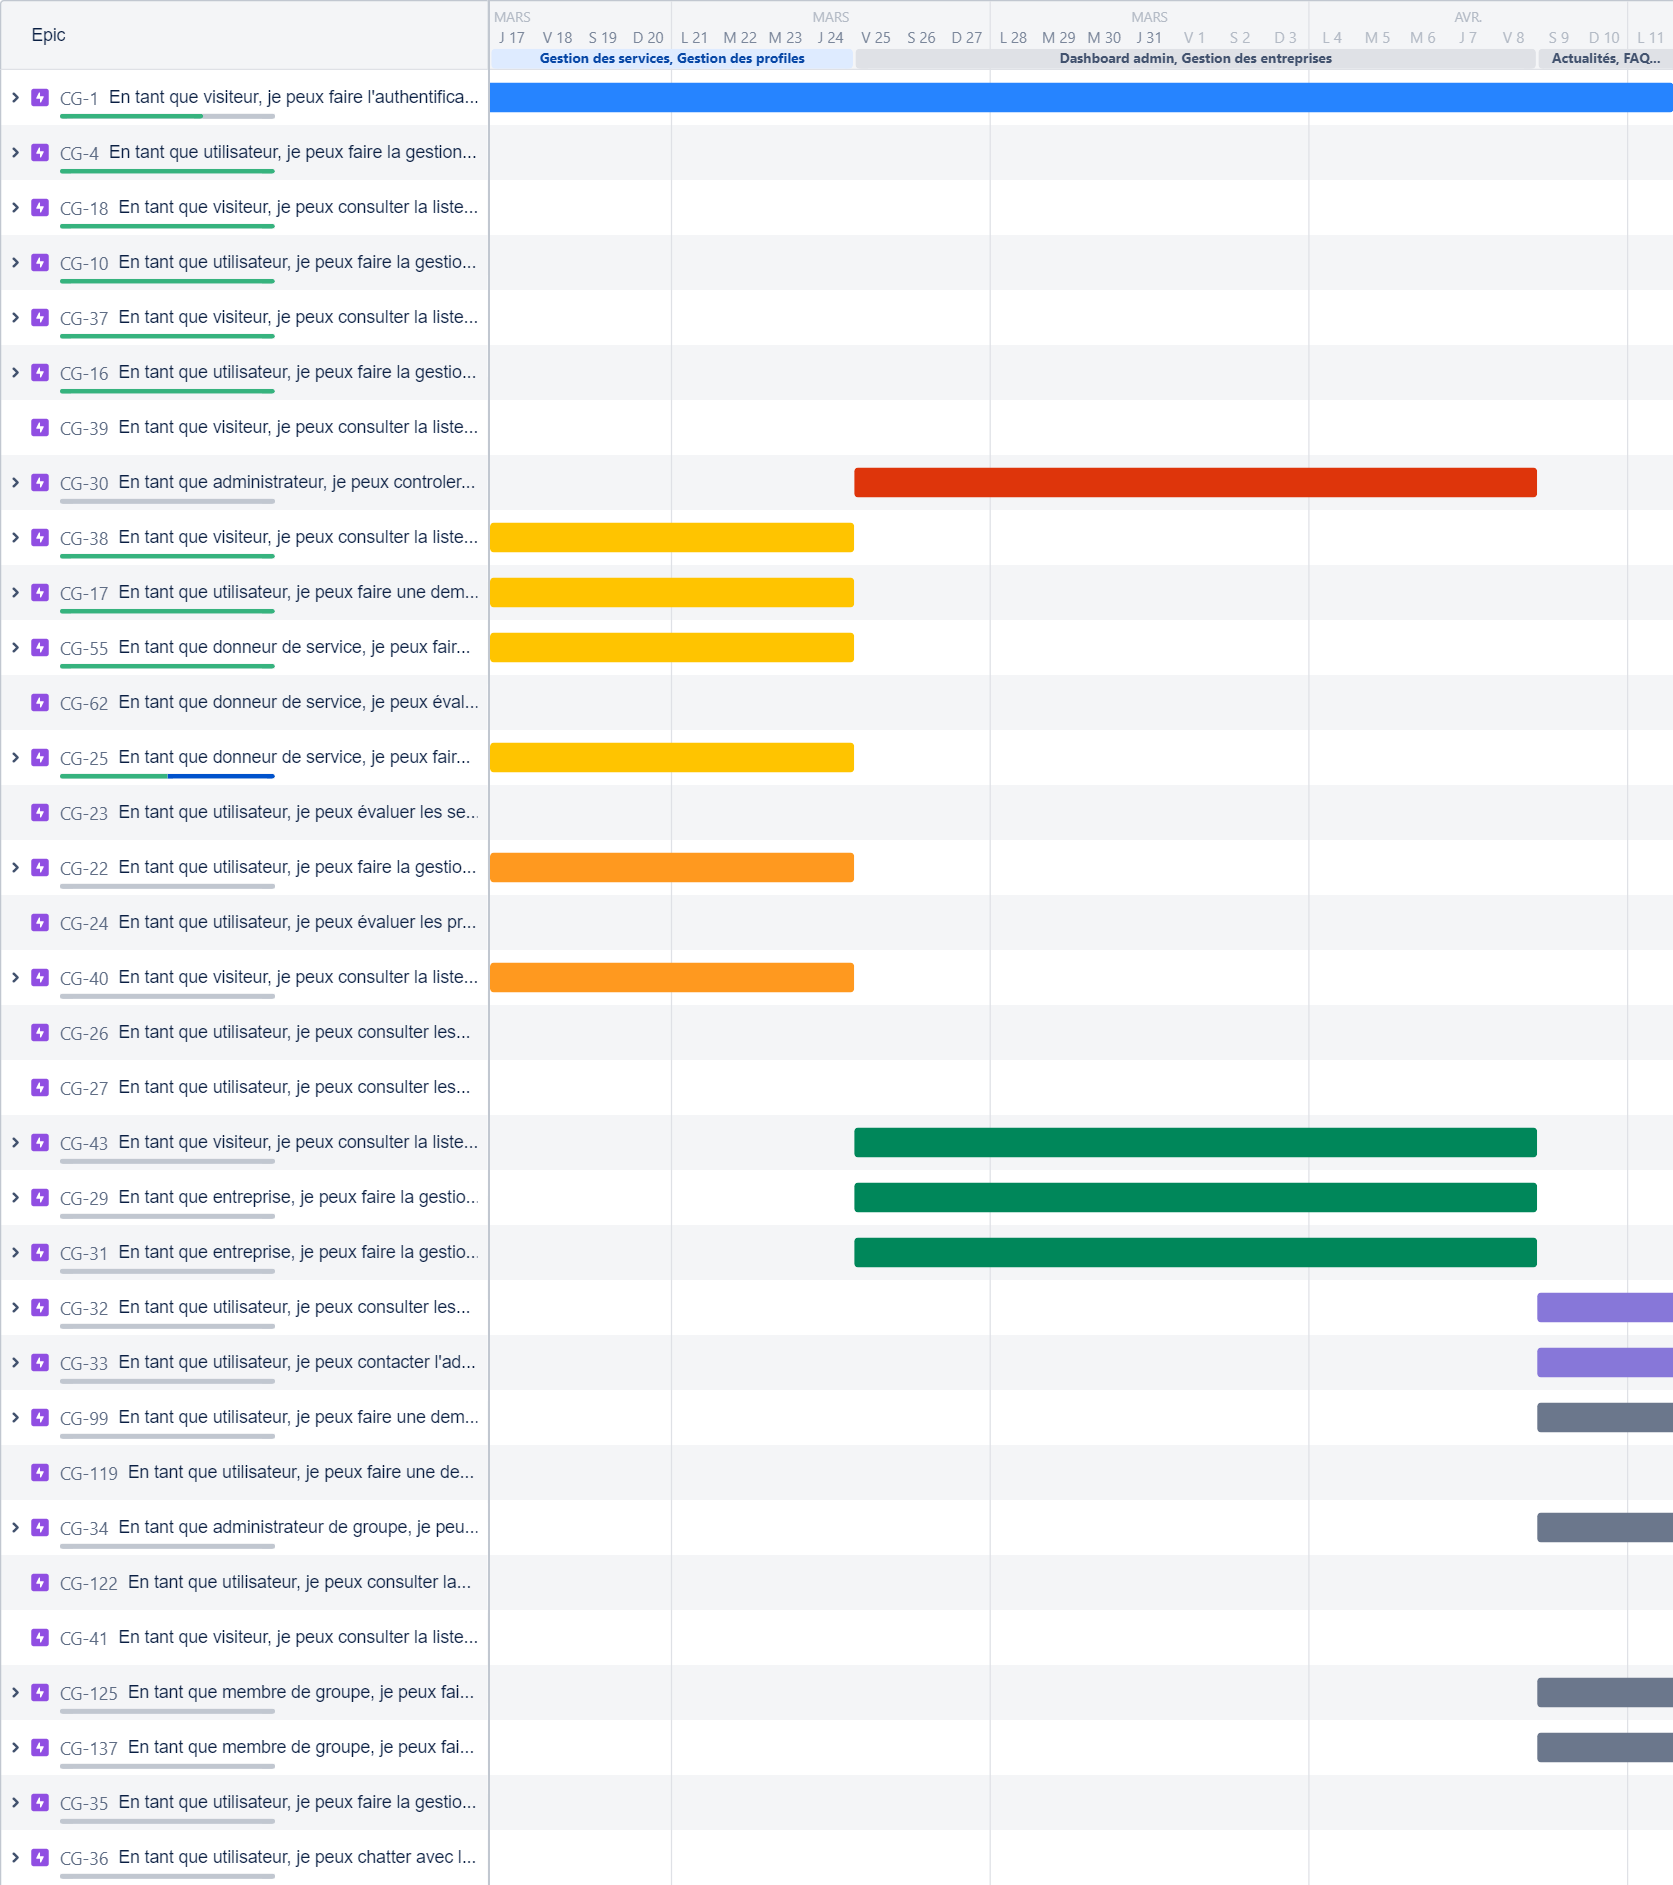 Epic
MARS MARS MARS AVR.
J 17 V 18 S 19 D 20 L 21 M 22 M 23 J 24 V 25 S 26 D 27 L 28 M 29 M 30 J 31 V 1 S 2 D 3 L 4 M 5 M 6 J 7 V 8 S 9 D 10 L 11
Gestion des services, Gestion des profiles Dashboard admin, Gestion des entreprises Actualités, FAQ...
CG-1 En tant que visiteur, je peux faire l'authentifica...
CG-4 En tant que utilisateur, je peux faire la gestion...
CG-18 En tant que visiteur, je peux consulter la liste...
CG-10 En tant que utilisateur, je peux faire la gestio...
CG-37 En tant que visiteur, je peux consulter la liste...
CG-16 En tant que utilisateur, je peux faire la gestio...
CG-39 En tant que visiteur, je peux consulter la liste...
CG-30 En tant que administrateur, je peux controler...
CG-38 En tant que visiteur, je peux consulter la liste...
CG-17 En tant que utilisateur, je peux faire une dem...
CG-55 En tant que donneur de service, je peux fair...
CG-62 En tant que donneur de service, je peux éval...
CG-25 En tant que donneur de service, je peux fair...
CG-23 En tant que utilisateur, je peux évaluer les se...
CG-22 En tant que utilisateur, je peux faire la gestio...
CG-24 En tant que utilisateur, je peux évaluer les pr...
CG-40 En tant que visiteur, je peux consulter la liste...
CG-26 En tant que utilisateur, je peux consulter les...
CG-27 En tant que utilisateur, je peux consulter les...
CG-43 En tant que visiteur, je peux consulter la liste...
CG-29 En tant que entreprise, je peux faire la gestio...
CG-31 En tant que entreprise, je peux faire la gestio...
CG-32 En tant que utilisateur, je peux consulter les...
CG-33 En tant que utilisateur, je peux contacter l'ad...
CG-99 En tant que utilisateur, je peux faire une dem...
CG-119 En tant que utilisateur, je peux faire une de...
CG-34 En tant que administrateur de groupe, je peu...
CG-122 En tant que utilisateur, je peux consulter la...
CG-41 En tant que visiteur, je peux consulter la liste...
CG-125 En tant que membre de groupe, je peux fai...
CG-137 En tant que membre de groupe, je peux fai...
CG-35 En tant que utilisateur, je peux faire la gestio...
CG-36 En tant que utilisateur, je peux chatter avec l...